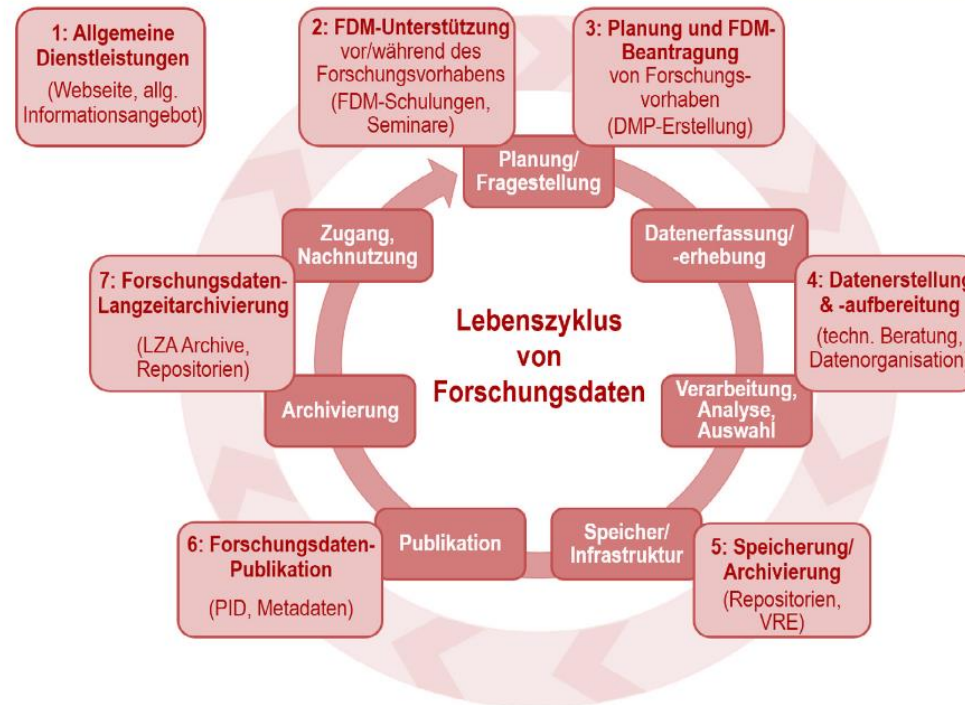 1: Allgemeine
Dienstleistungen
(Webseite, allg.
Informationsangebot)
2: FDM-Unterstützung
vor/während des
Forschungsvorhabens
(FDM-Schulungen,
Seminare)
3: Planung und FDM-
Beantragung
von Forschungs-
vorhaben
(DMP-Erstellung)
Planung/
Fragestellung
Zugang,
Nachnutzung
Datenerfassung/
-erhebung
7: Forschungsdaten-
Langzeitarchivierung
(LZA Archive,
Repositorien)
4: Datenerstellung
& -aufbereitung
(techn. Beratung,
Datenorganisation
Lebenszyklus
von
Forschungsdaten
Archivierung
Verarbeitung,
Analyse,
Auswahl
6: Forschungsdaten-
Publikation
(PID, Metadaten)
Publikation
Speicher/
Infrastruktur
5: Speicherung/
Archivierung
(Repositorien,
VRE)